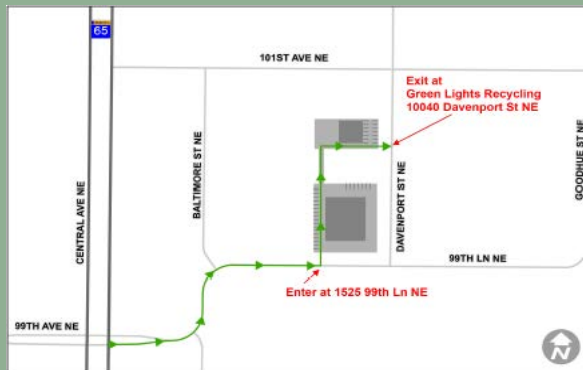 65
101ST AVE NE
Exit at
Green Lights Recycling
10040 Davenport St NE
BALTIMORE ST NE
CENTRAL AVE NE
DAVENPORT ST NE
GOODHUE ST NE
99TH LN NE
Enter at 1525 99th Ln NE
99TH AVE NE
N